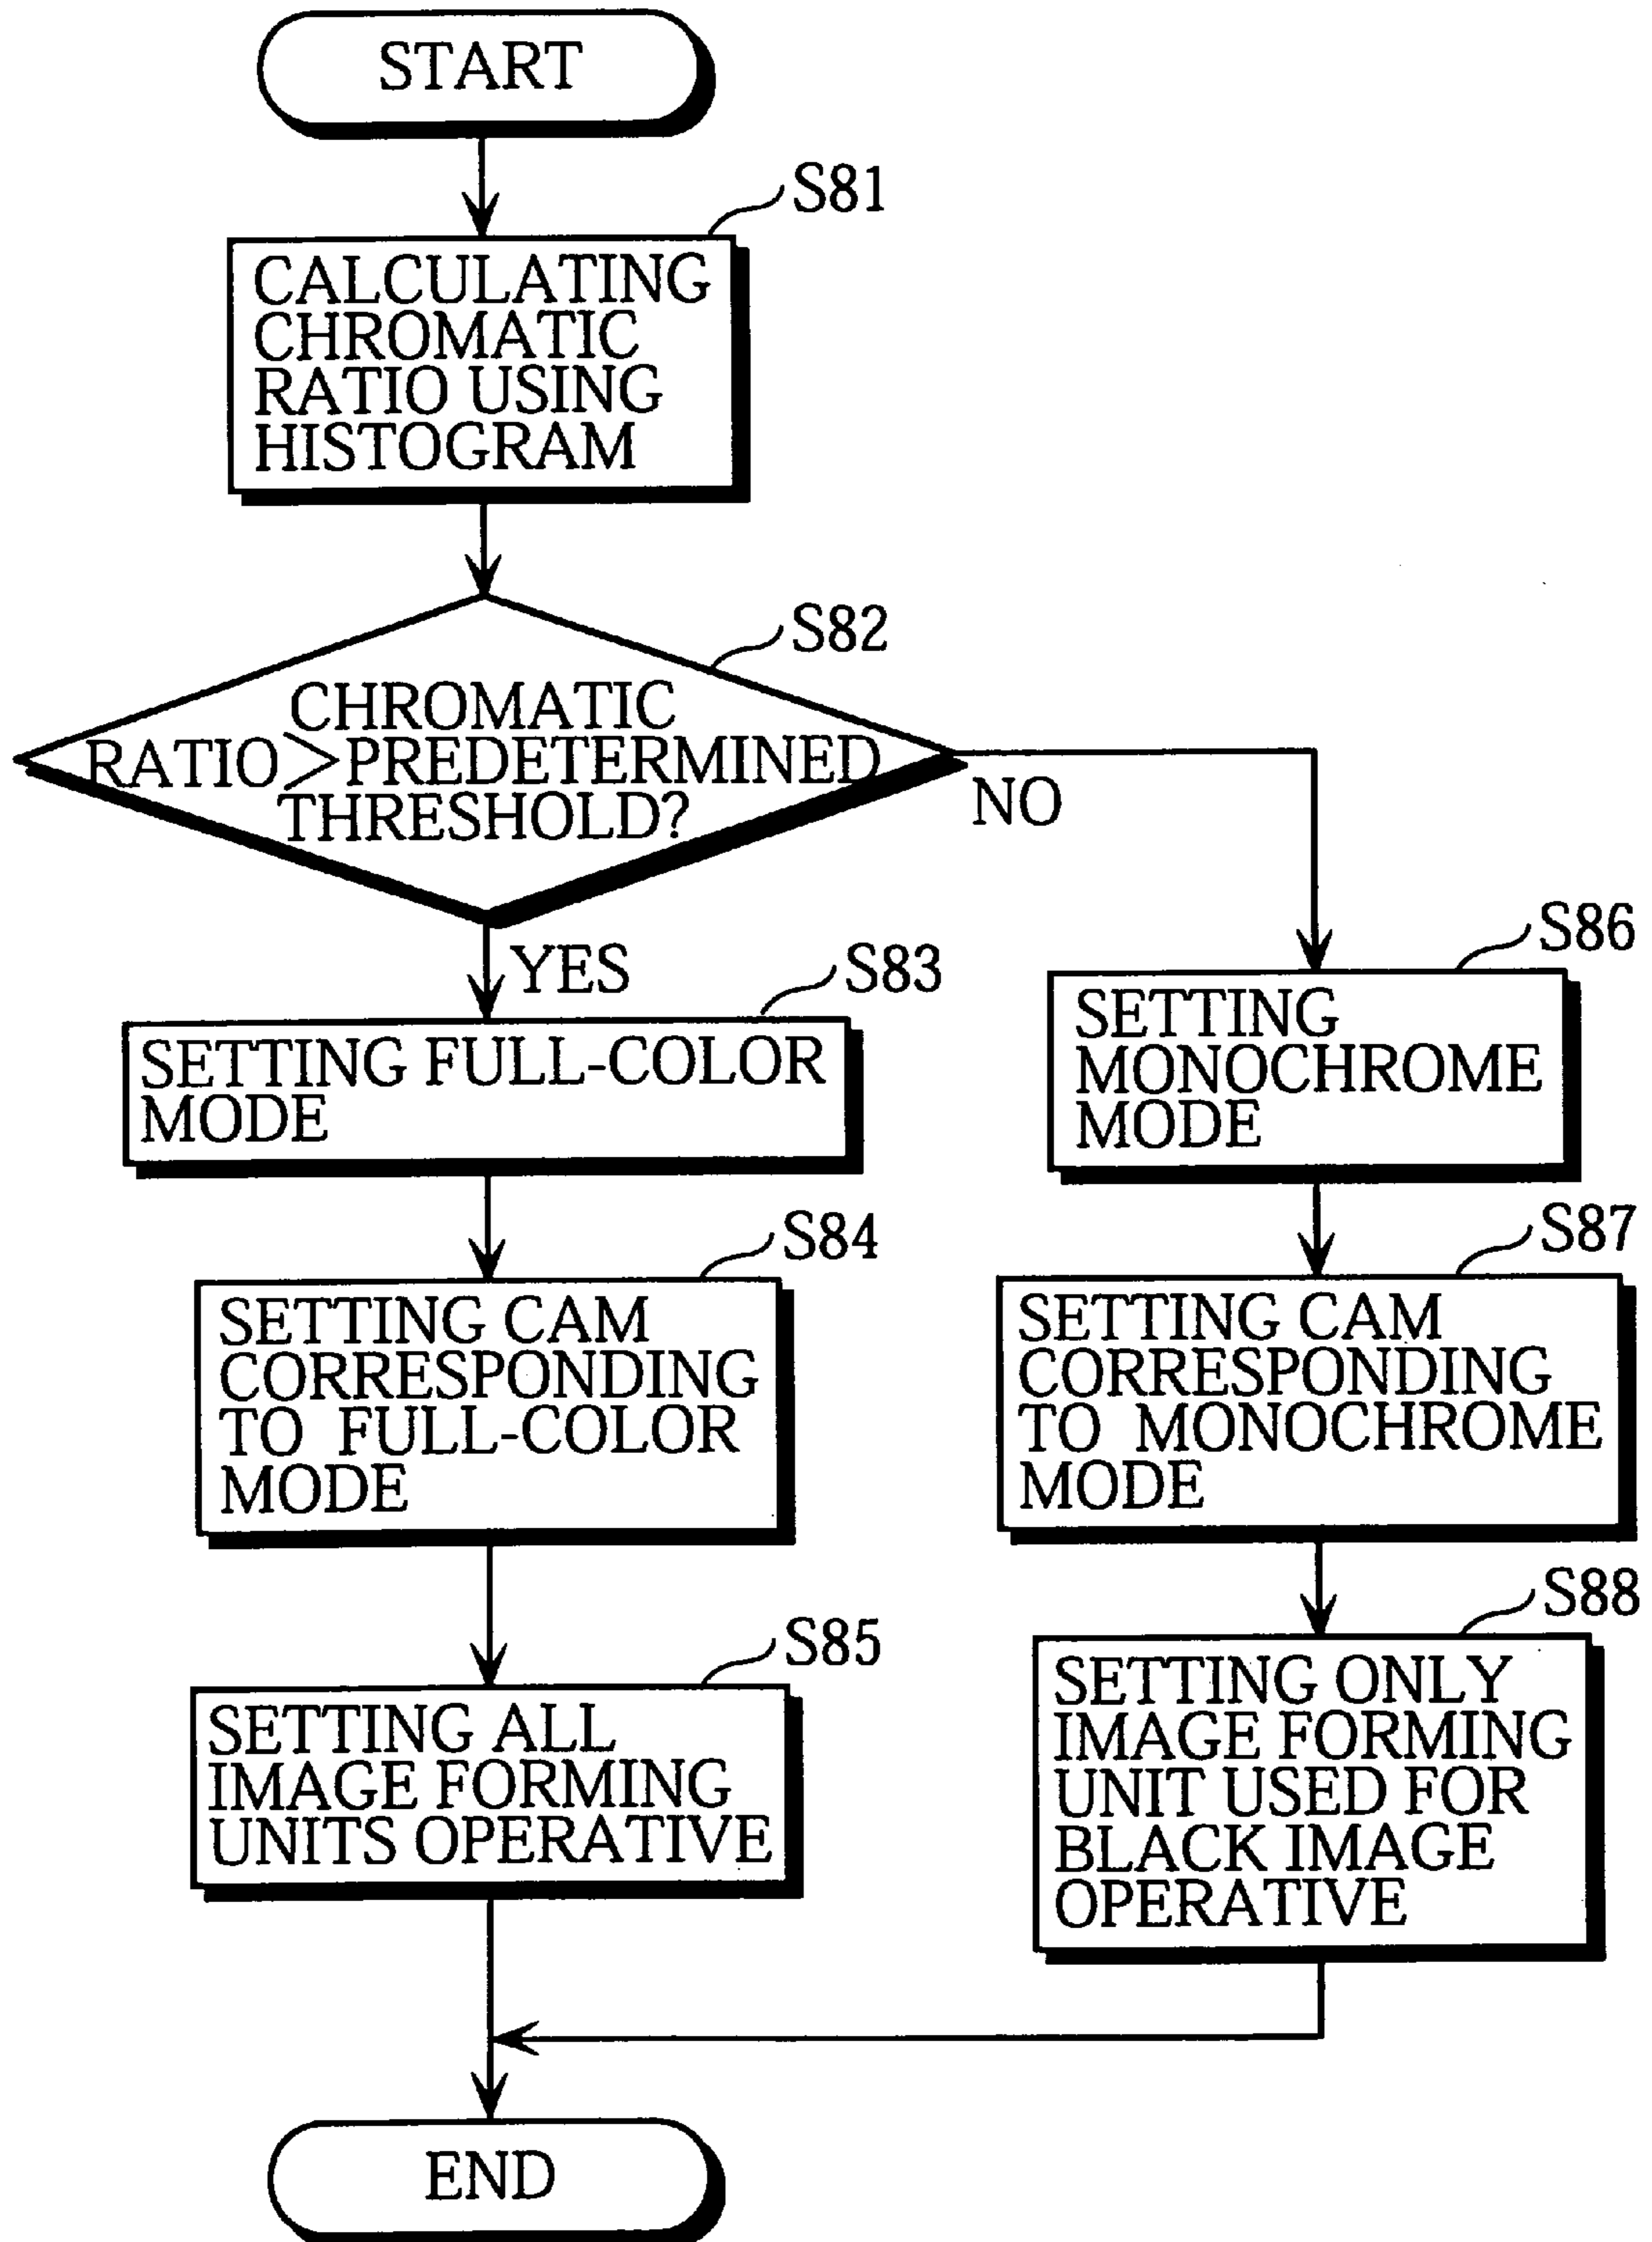 START
S81
CALCULATING
CHROMATIC
RATIO USING
HISTOGRAM
S82
CHROMATIC
RATIO>PREDETERMINED
THRESHOLD?
NO
YES
S83
SETTING FULL-COLOR
MODE
S84
SETTING CAM
CORRESPONDING
TO FULL-COLOR
MODE
S85
SETTING ALL
IMAGE FORMING
UNITS OPERATIVE
S86
SETTING
MONOCHROME
MODE
S87
SETTING CAM
CORRESPONDING
TO MONOCHROME
MODE
S88
SETTING ONLY
IMAGE FORMING
UNIT USED FOR
BLACK IMAGE
OPERATIVE
END